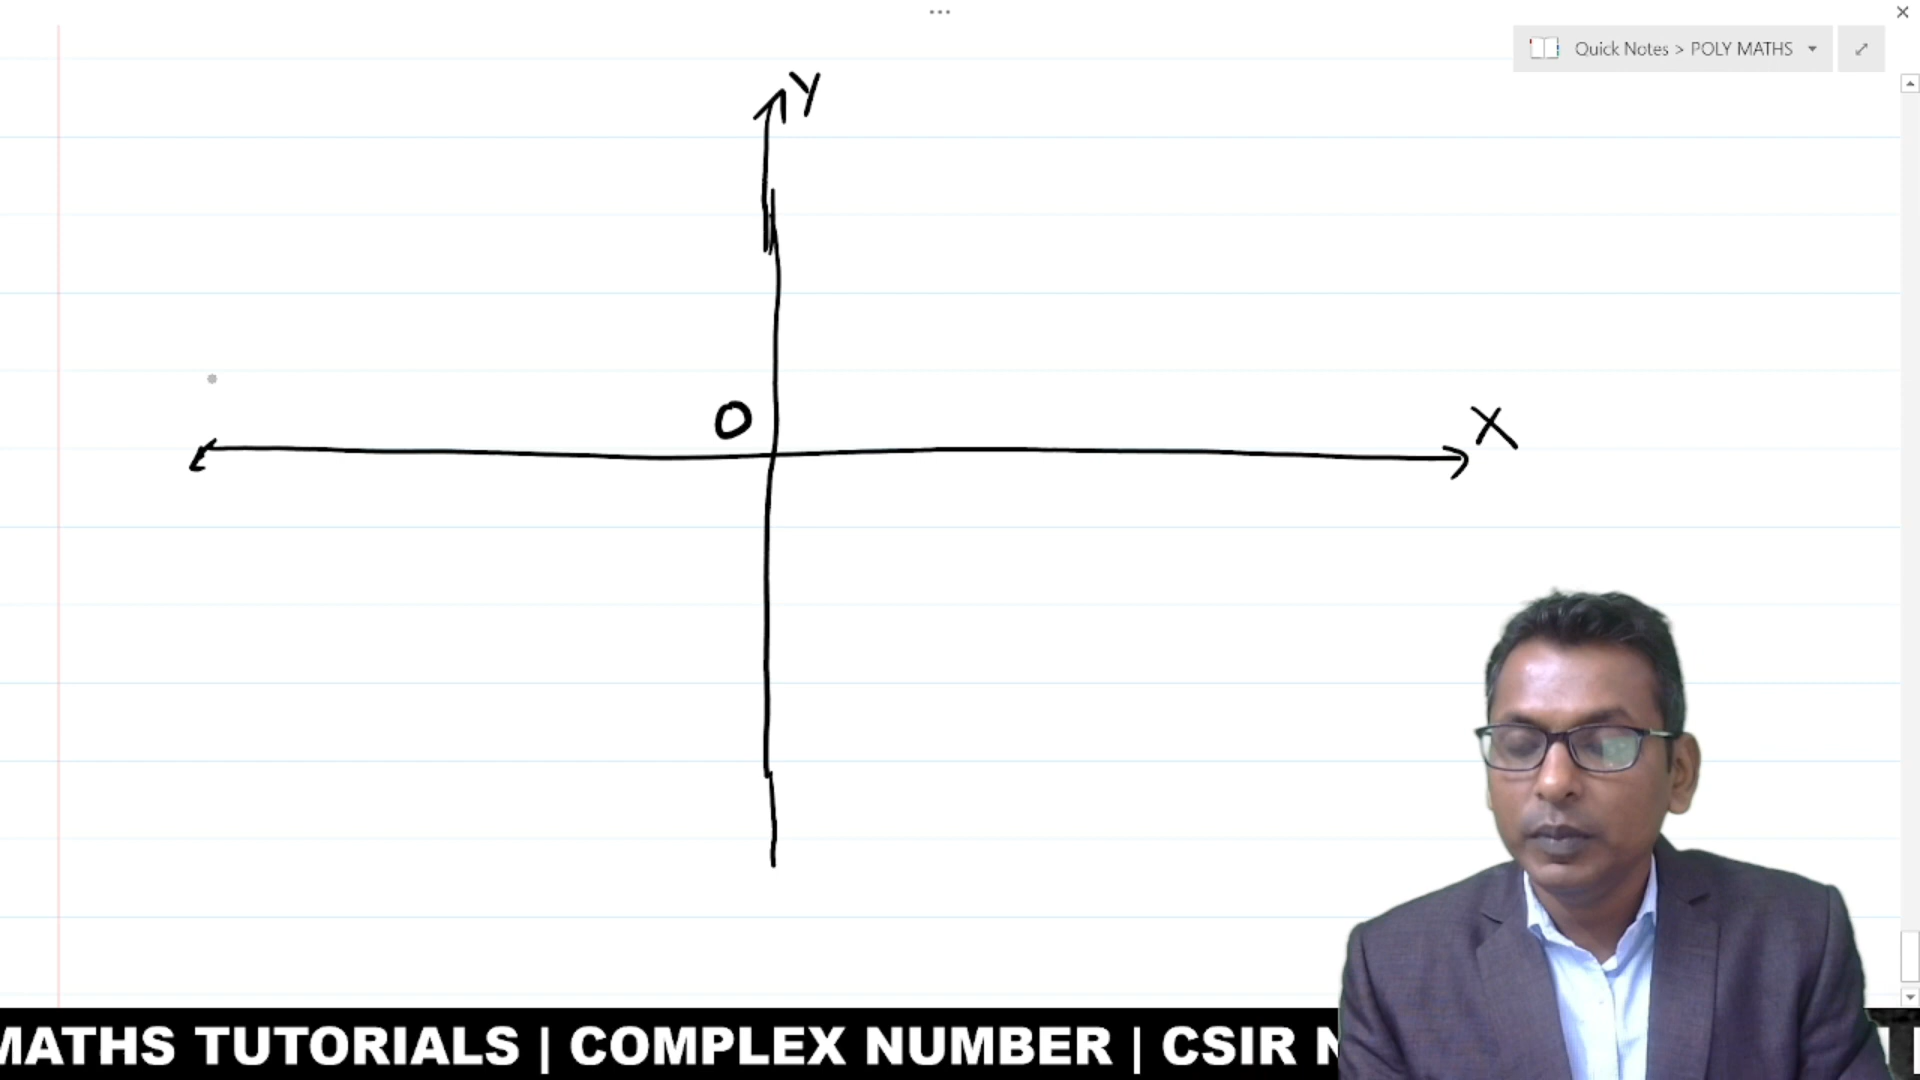 Quick Notes > POLY MATHS
Y
O
X
MATHS TUTORIALS | COMPLEX NUMBER | CSIR